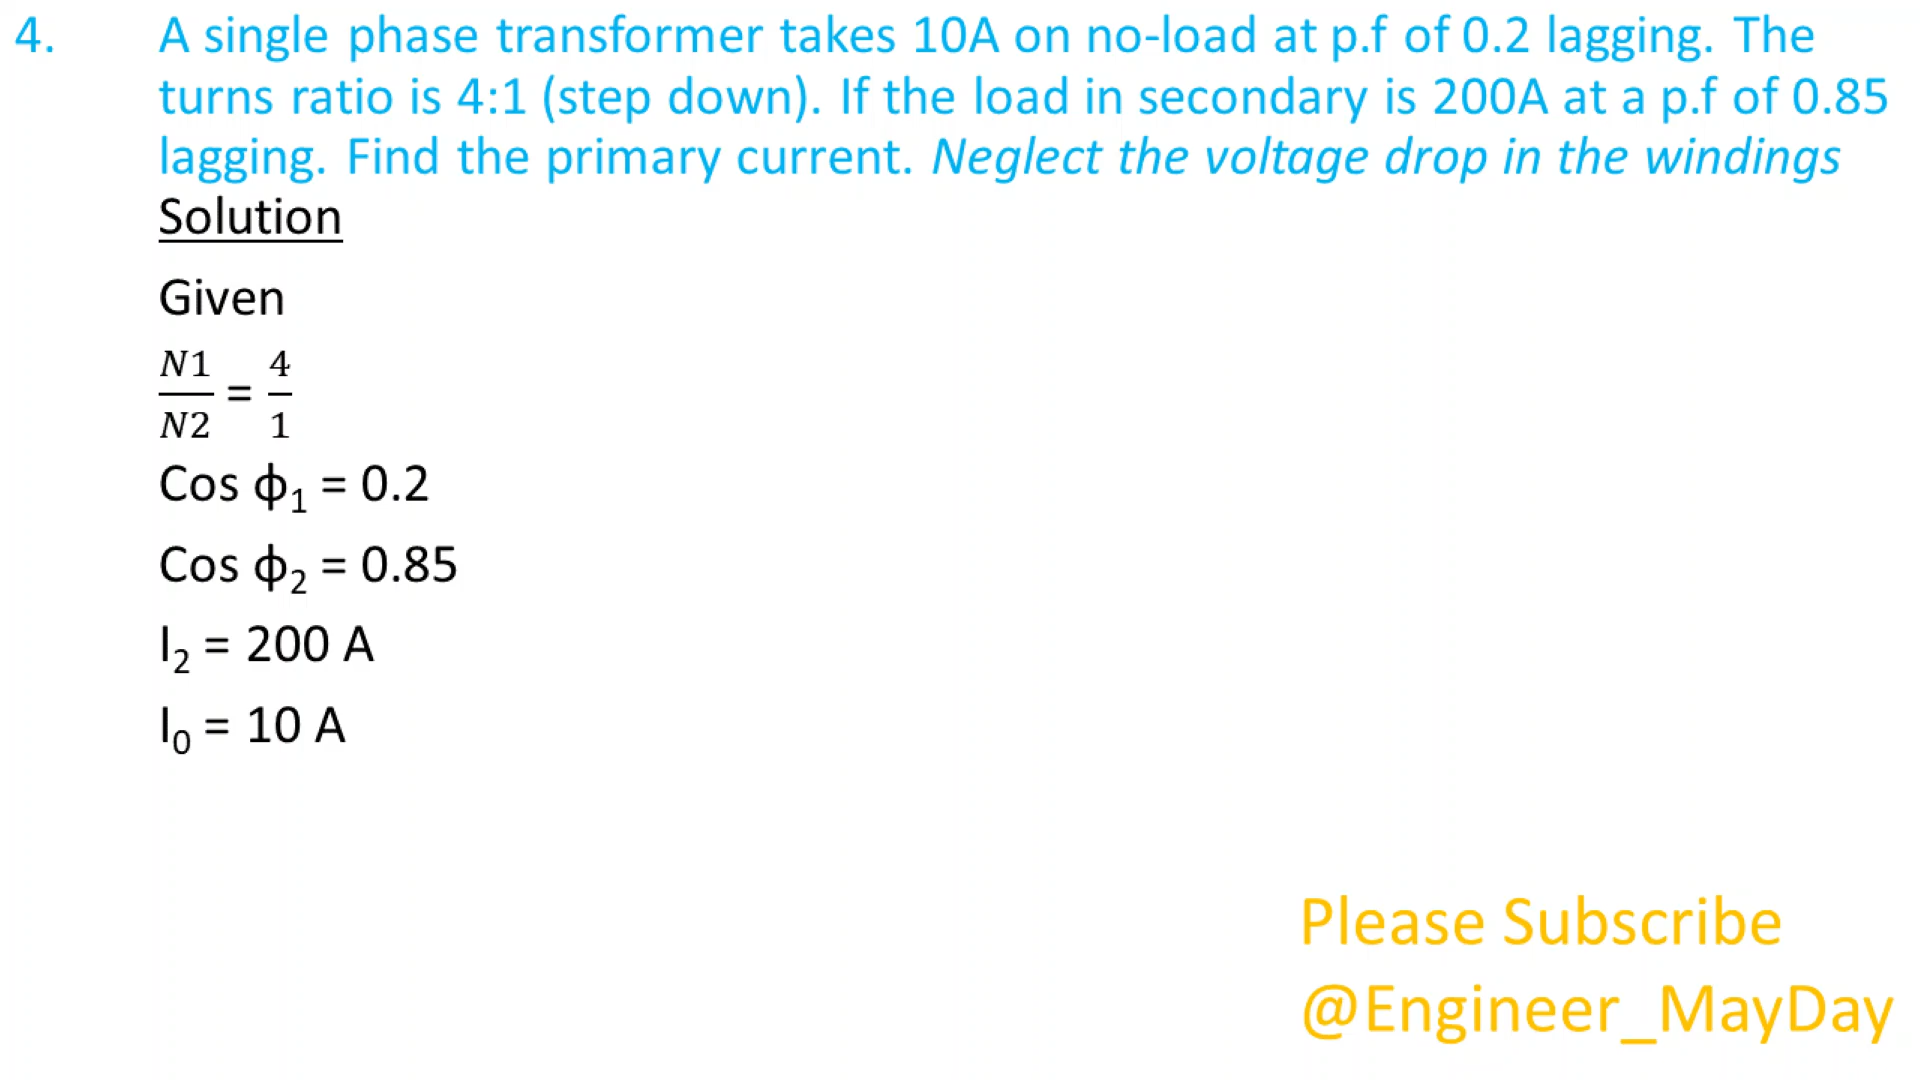 4. A single phase transformer takes 10A on no-load at p.f of 0.2 lagging. The
turns ratio is 4:1 (step down). If the load in secondary is 200A at a p.f of 0.85
lagging. Find the primary current. Neglect the voltage drop in the windings
Solution
Given
N1/N2 = 4/1
Cos ϕ₁ = 0.2
Cos ϕ₂ = 0.85
I₂ = 200 A
I₀ = 10 A
Please Subscribe
@Engineer_MayDay